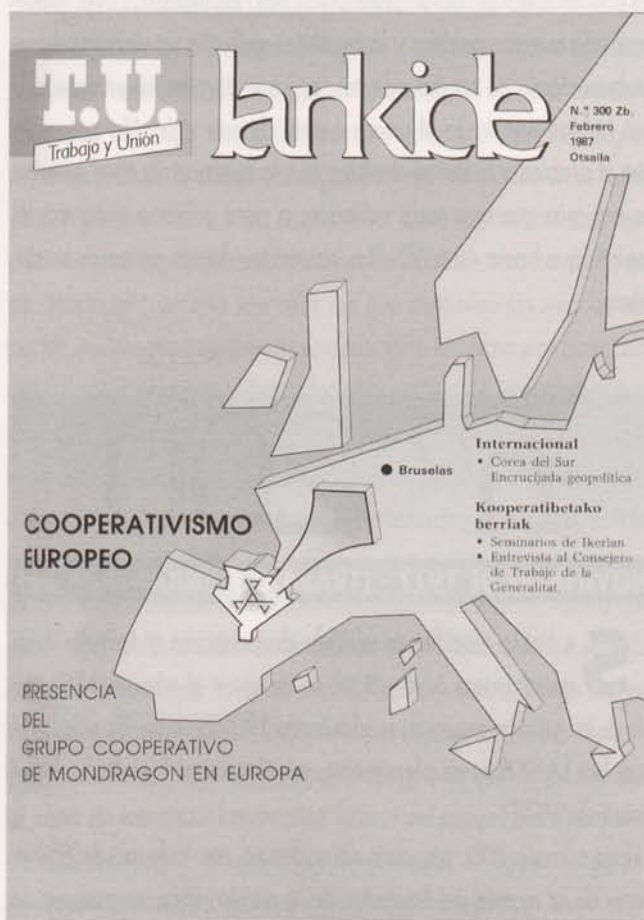 T.U.
Trabajo y Unión
lankide
N.º 300 Zb.
Febrero
1987
Otsaila
Bruselas
Internacional
• Corea del Sur
Encrucijada geopolítica
Kooperatibetako
berriak
• Seminarios de Ikerlan
• Entrevista al Consejero
de Trabajo de la
Generalitat.
COOPERATIVISMO
EUROPEO
PRESENCIA
DEL
GRUPO COOPERATIVO
DE MONDRAGON EN EUROPA